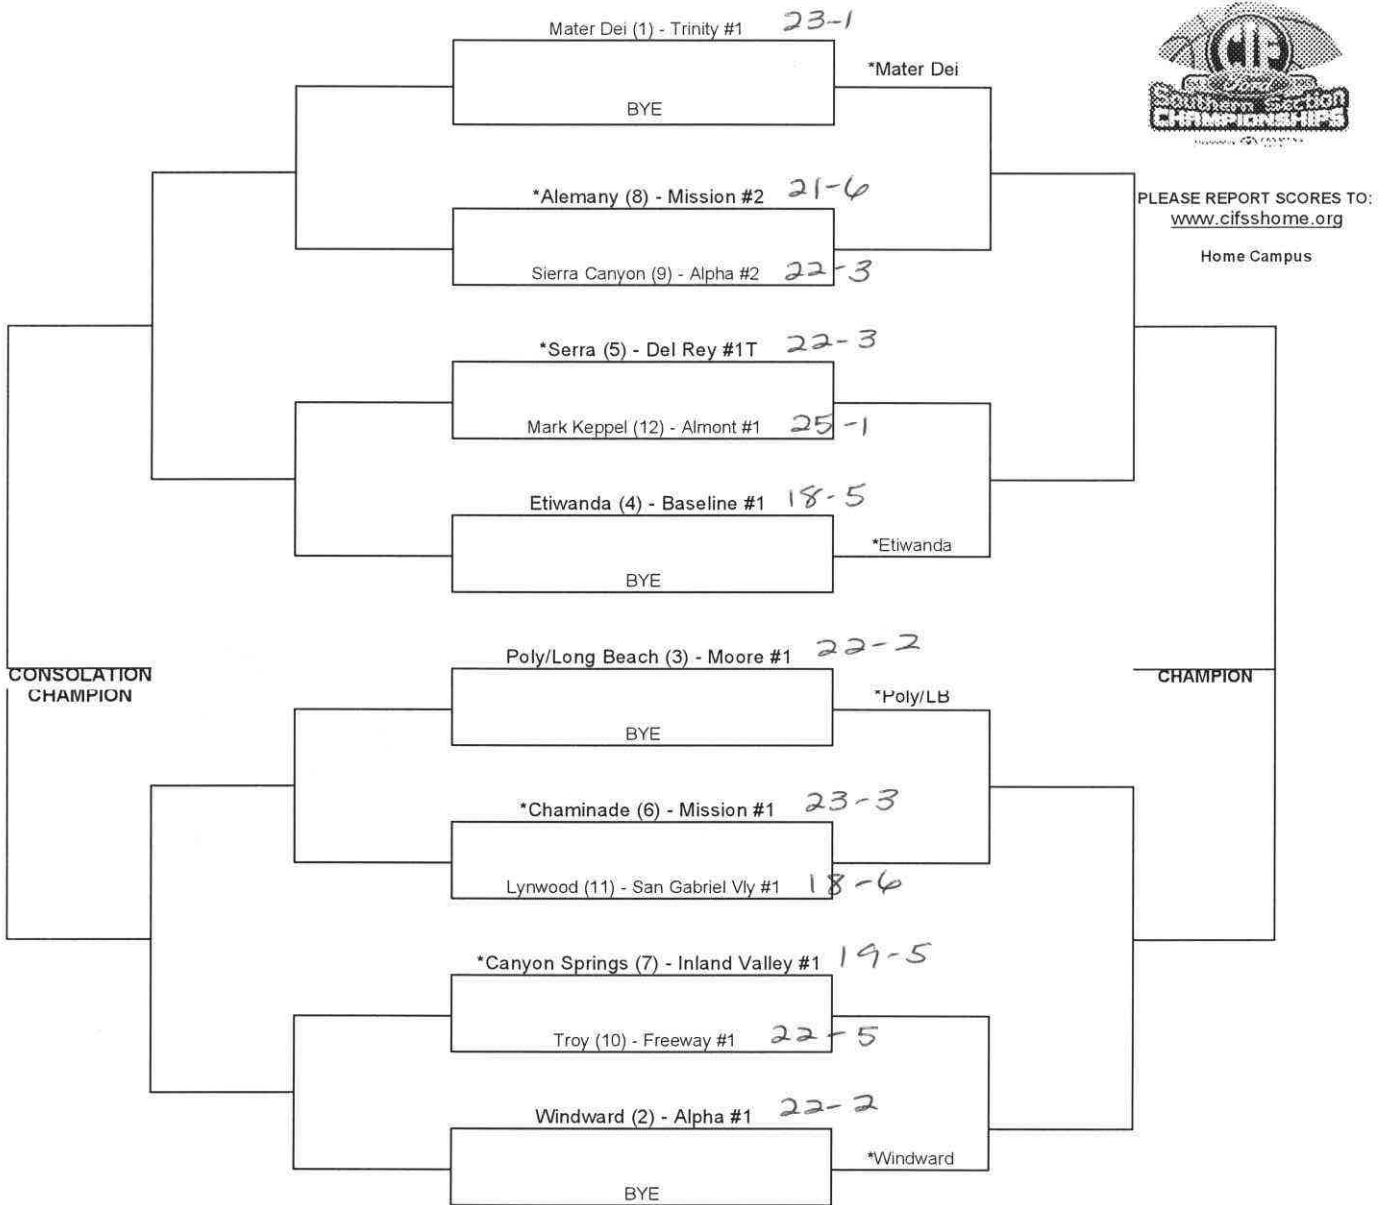 Mater Dei (1) - Trinity #1 23-1
*Mater Dei
BYE
CIF
Southern Section
CHAMPIONSHIPS
*Alemany (8) - Mission #2 21-6
PLEASE REPORT SCORES TO:
www.cifsshome.org
Home Campus
Sierra Canyon (9) - Alpha #2 22-3
*Serra (5) - Del Rey #1T 22-3
Mark Keppel (12) - Almont #1 25-1
Etiwanda (4) - Baseline #1 18-5
*Etiwanda
BYE
Poly/Long Beach (3) - Moore #1 22-2
CONSOLATION
CHAMPION
CHAMPION
*Poly/LB
BYE
*Chaminade (6) - Mission #1 23-3
Lynwood (11) - San Gabriel Vly #1 18-6
*Canyon Springs (7) - Inland Valley #1 19-5
Troy (10) - Freeway #1 22-5
Windward (2) - Alpha #1 22-2
*Windward
BYE